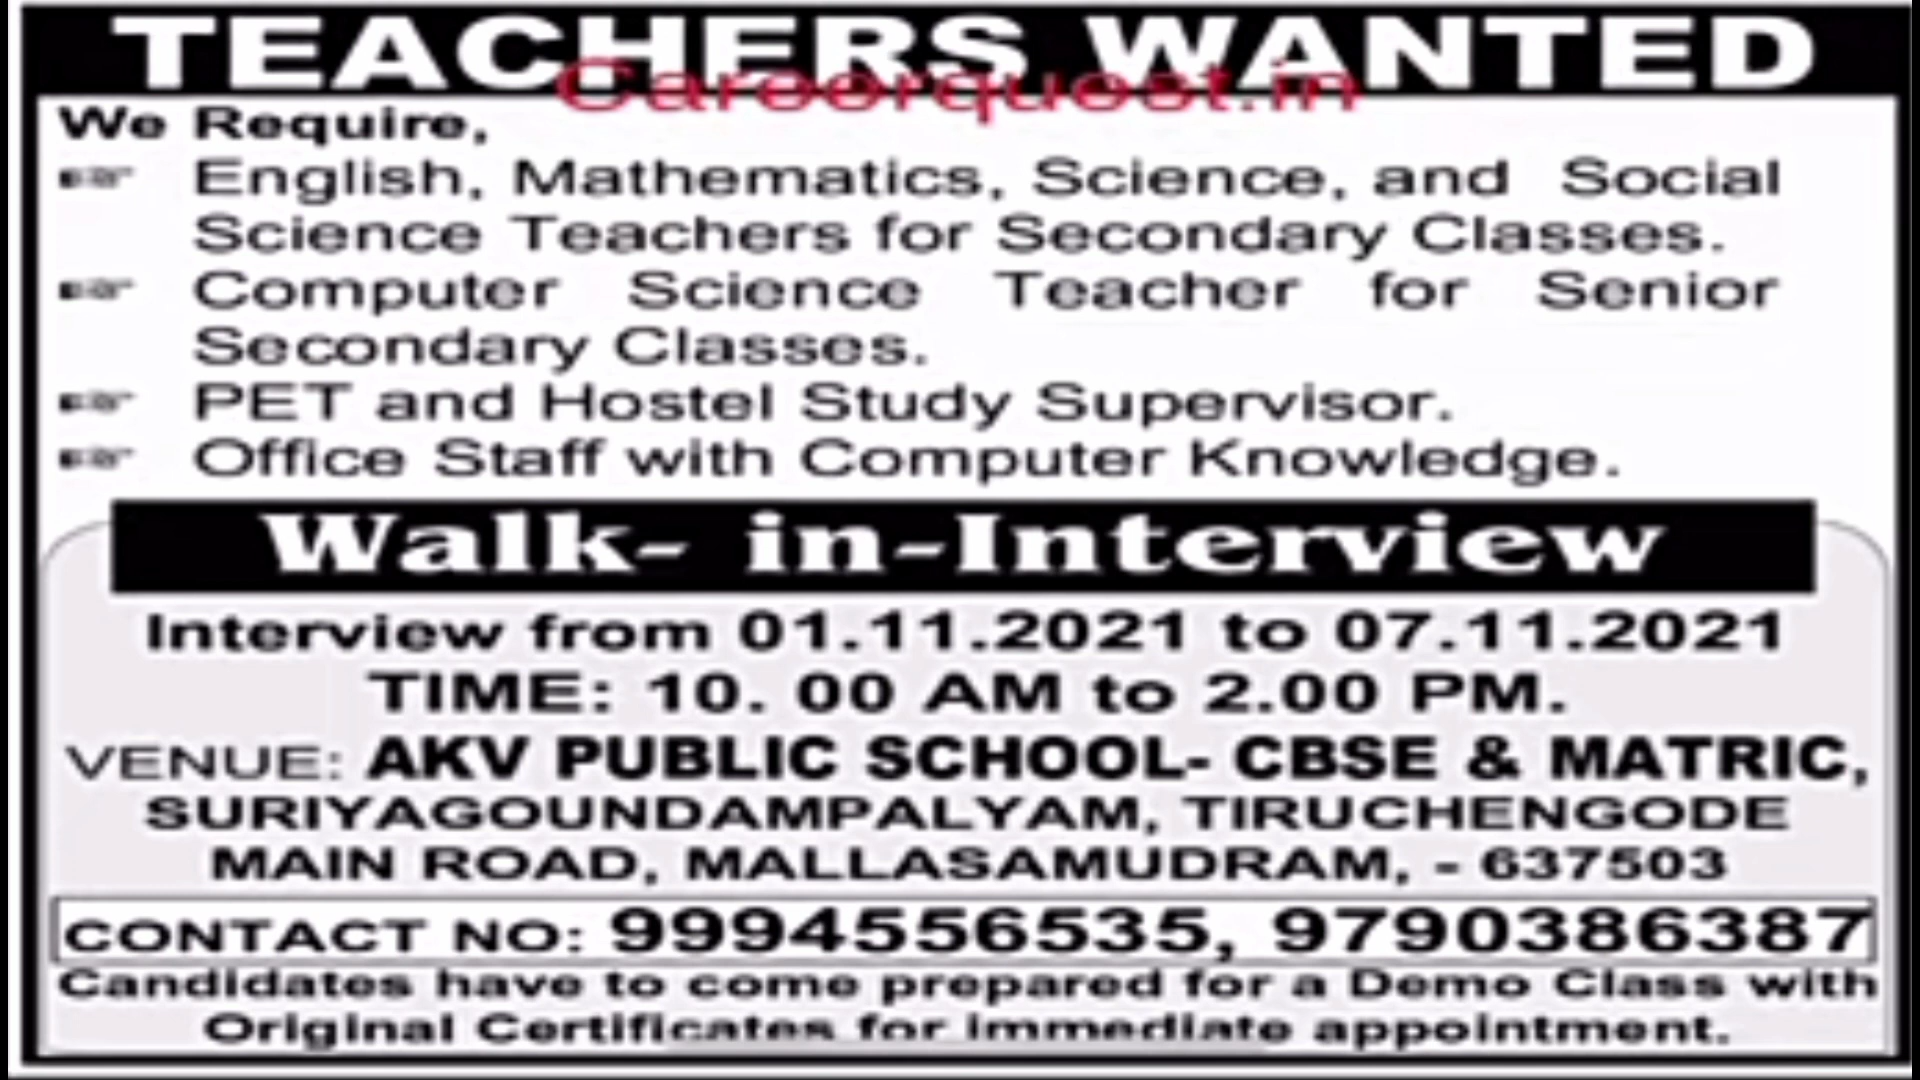 TEACHERS WANTED
Careerquest.in
We Require,
☞ English, Mathematics, Science, and Social
Science Teachers for Secondary Classes.
☞ Computer Science Teacher for Senior
Secondary Classes.
☞ PET and Hostel Study Supervisor.
☞ Office Staff with Computer Knowledge.
Walk- in-Interview
Interview from 01.11.2021 to 07.11.2021
TIME: 10. 00 AM to 2.00 PM.
VENUE: AKV PUBLIC SCHOOL- CBSE & MATRIC,
SURIYAGOUNDAMPALYAM, TIRUCHENGODE
MAIN ROAD, MALLASAMUDRAM, - 637503
CONTACT NO: 9994556535, 9790386387
Candidates have to come prepared for a Demo Class with
Original Certificates for immediate appointment.